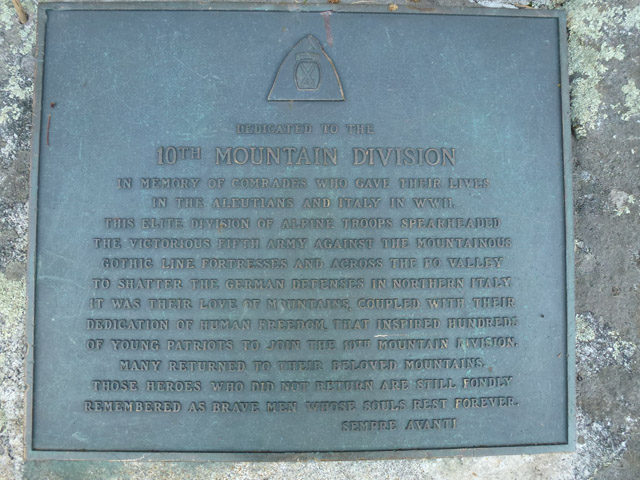 DEDICATED TO THE
10TH MOUNTAIN DIVISION
IN MEMORY OF COMRADES WHO GAVE THEIR LIVES
IN THE ALEUTIANS AND ITALY IN WWII.
THIS ELITE DIVISION OF ALPINE TROOPS SPEARHEADED
THE VICTORIOUS FIFTH ARMY AGAINST THE MOUNTAINOUS
GOTHIC LINE FORTRESSES AND ACROSS THE PO VALLEY
TO SHATTER THE GERMAN DEFENSES IN NORTHERN ITALY.
IT WAS THEIR LOVE OF MOUNTAINS, COUPLED WITH THEIR
DEDICATION OF HUMAN FREEDOM, THAT INSPIRED HUNDREDS
OF YOUNG PATRIOTS TO JOIN THE 10TH MOUNTAIN DIVISION.
MANY RETURNED TO THEIR BELOVED MOUNTAINS.
THOSE HEROES WHO DID NOT RETURN ARE STILL FONDLY
REMEMBERED AS BRAVE MEN WHOSE SOULS REST FOREVER.
SEMPRE AVANTI